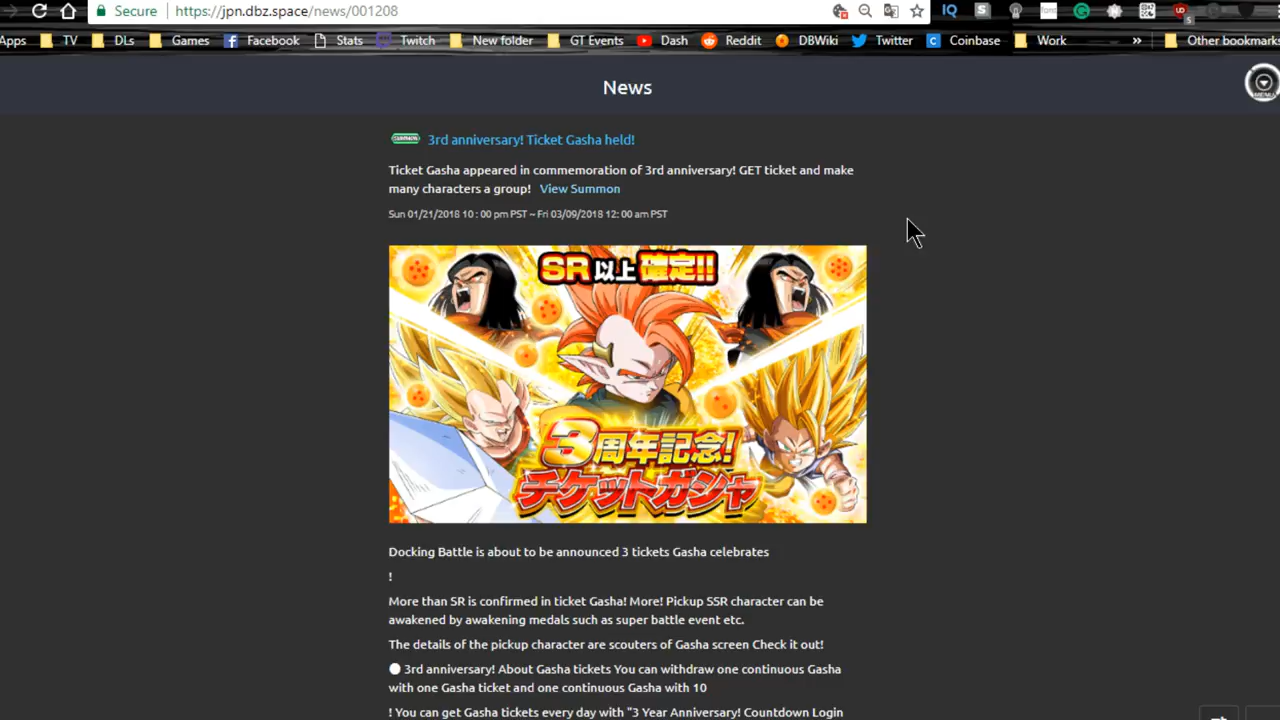 Secure https://jpn.dbz.space/news/001208
Apps TV DLs Games Facebook Stats Twitch New folder GT Events Dash Reddit DBWiki Twitter Coinbase Work » Other bookmarks
News
MENU
SUMMON 3rd anniversary! Ticket Gasha held!
Ticket Gasha appeared in commemoration of 3rd anniversary! GET ticket and make
many characters a group! View Summon
Sun 01/21/2018 10 : 00 pm PST ~ Fri 03/09/2018 12: 00 am PST
SR以上確定!!
3周年記念!
チケットガシャ
Docking Battle is about to be announced 3 tickets Gasha celebrates
!
More than SR is confirmed in ticket Gasha! More! Pickup SSR character can be
awakened by awakening medals such as super battle event etc.
The details of the pickup character are scouters of Gasha screen Check it out!
● 3rd anniversary! About Gasha tickets You can withdraw one continuous Gasha
with one Gasha ticket and one continuous Gasha with 10
! You can get Gasha tickets every day with "3 Year Anniversary! Countdown Login